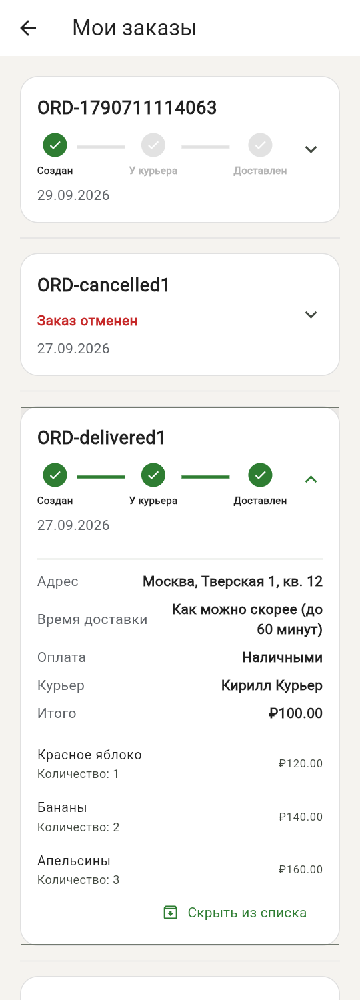 Мои заказы
ORD-1790711114063
Создан У курьера Доставлен
29.09.2026
ORD-cancelled1
Заказ отменен
27.09.2026
ORD-delivered1
Создан У курьера Доставлен
27.09.2026
Адрес Москва, Тверская 1, кв. 12
Время доставки Как можно скорее (до
60 минут)
Оплата Наличными
Курьер Кирилл Курьер
Итого ₽100.00
Красное яблоко
Количество: 1 ₽120.00
Бананы
Количество: 2 ₽140.00
Апельсины
Количество: 3 ₽160.00
Скрыть из списка